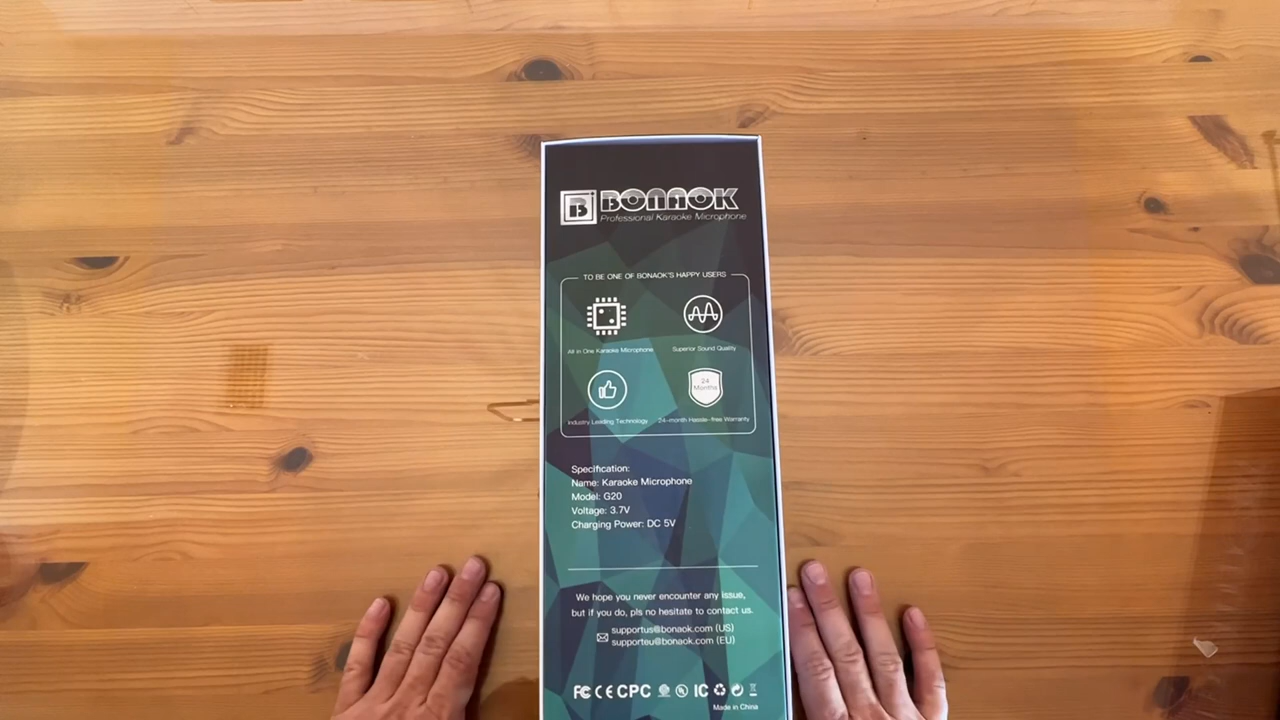 B BONAOK
Professional Karaoke Microphone
TO BE ONE OF BONAOK'S HAPPY USERS
All in One Karaoke Microphone
Superior Sound Quality
24
Months
Industry Leading Technology
24-month Hassle-free Warranty
Specification:
Name: Karaoke Microphone
Model: G20
Voltage: 3.7V
Charging Power: DC 5V
We hope you never encounter any issue,
but if you do, pls no hesitate to contact us.
supportus@bonaok.com (US)
supporteu@bonaok.com (EU)
FC CE CPC IC
Made in China